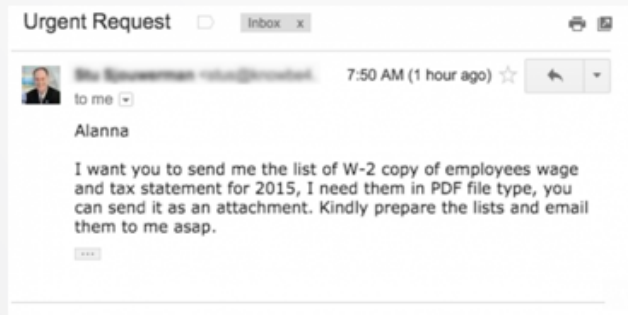 Urgent Request
Inbox x
7:50 AM (1 hour ago)
to me
Alanna
I want you to send me the list of W-2 copy of employees wage
and tax statement for 2015, I need them in PDF file type, you
can send it as an attachment. Kindly prepare the lists and email
them to me asap.